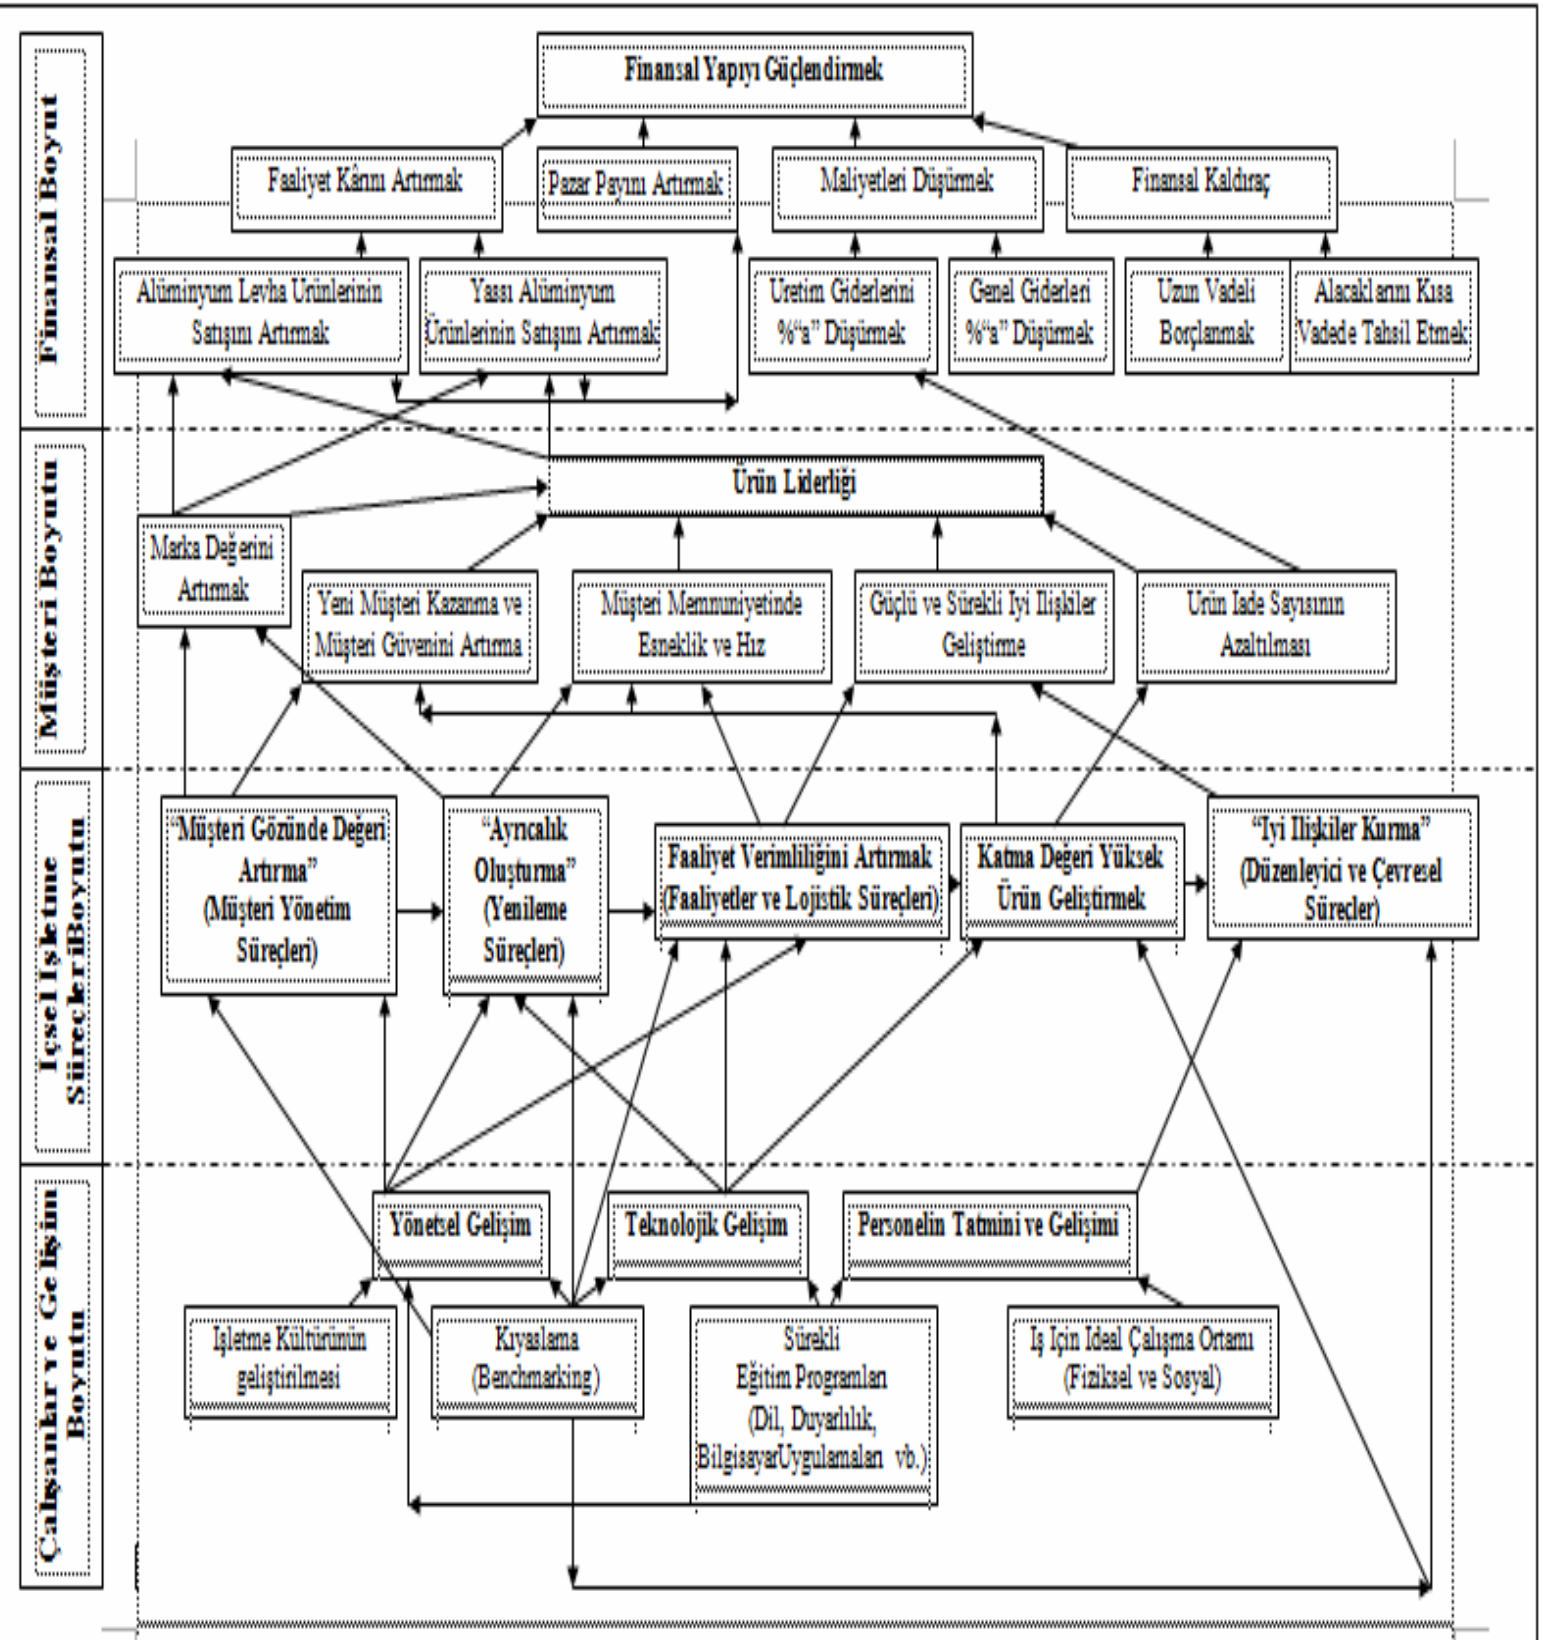 Finansal Boyut
Finansal Yapıyı Güçlendirmek
Faaliyet Kârını Artırmak
Pazar Payını Artırmak
Maliyetleri Düşürmek
Finansal Kaldıraç
Alüminyum Levha Ürünlerinin
Satışını Artırmak
Yassı Alüminyum
Ürünlerinin Satışını Artırmak
Üretim Giderlerini
%“a” Düşürmek
Genel Giderleri
%“a” Düşürmek
Uzun Vadeli
Borçlanmak
Alacaklarını Kısa
Vadede Tahsil Etmek
Müşteri Boyutu
Ürün Liderliği
Marka Değerini
Artırmak
Yeni Müşteri Kazanma ve
Müşteri Güvenini Artırma
Müşteri Memnuniyetinde
Esneklik ve Hız
Güçlü ve Sürekli İyi İlişkiler
Geliştirme
Ürün İade Sayısının
Azaltılması
İçsel İşletme
Süreçleri Boyutu
“Müşteri Gözünde Değeri
Artırma”
(Müşteri Yönetim
Süreçleri)
“Ayrıcalık
Oluşturma”
(Yenileme
Süreçleri)
Faaliyet Verimliliğini Artırmak
(Faaliyetler ve Lojistik Süreçleri)
Katma Değeri Yüksek
Ürün Geliştirmek
“İyi İlişkiler Kurma”
(Düzenleyici ve Çevresel
Süreçler)
Çalışanlar ve Gelişim
Boyutu
Yönetsel Gelişim
Teknolojik Gelişim
Personelin Tatmini ve Gelişimi
İşletme Kültürünün
geliştirilmesi
Kıyaslama
(Benchmarking)
Sürekli
Eğitim Programları
(Dil, Duyarlılık,
BilgisayarUygulamaları vb.)
İş İçin İdeal Çalışma Ortamı
(Fiziksel ve Sosyal)